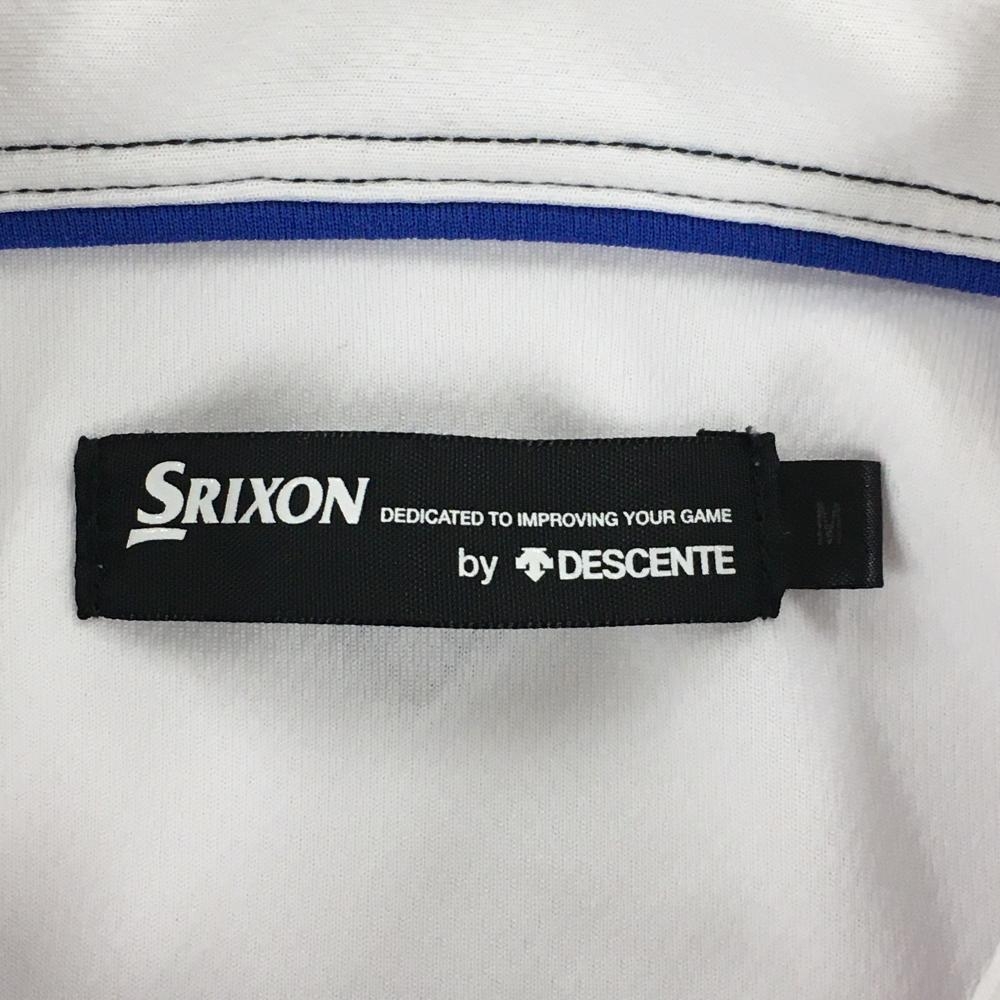 SRIXON DEDICATED TO IMPROVING YOUR GAME
by DESCENTE
M